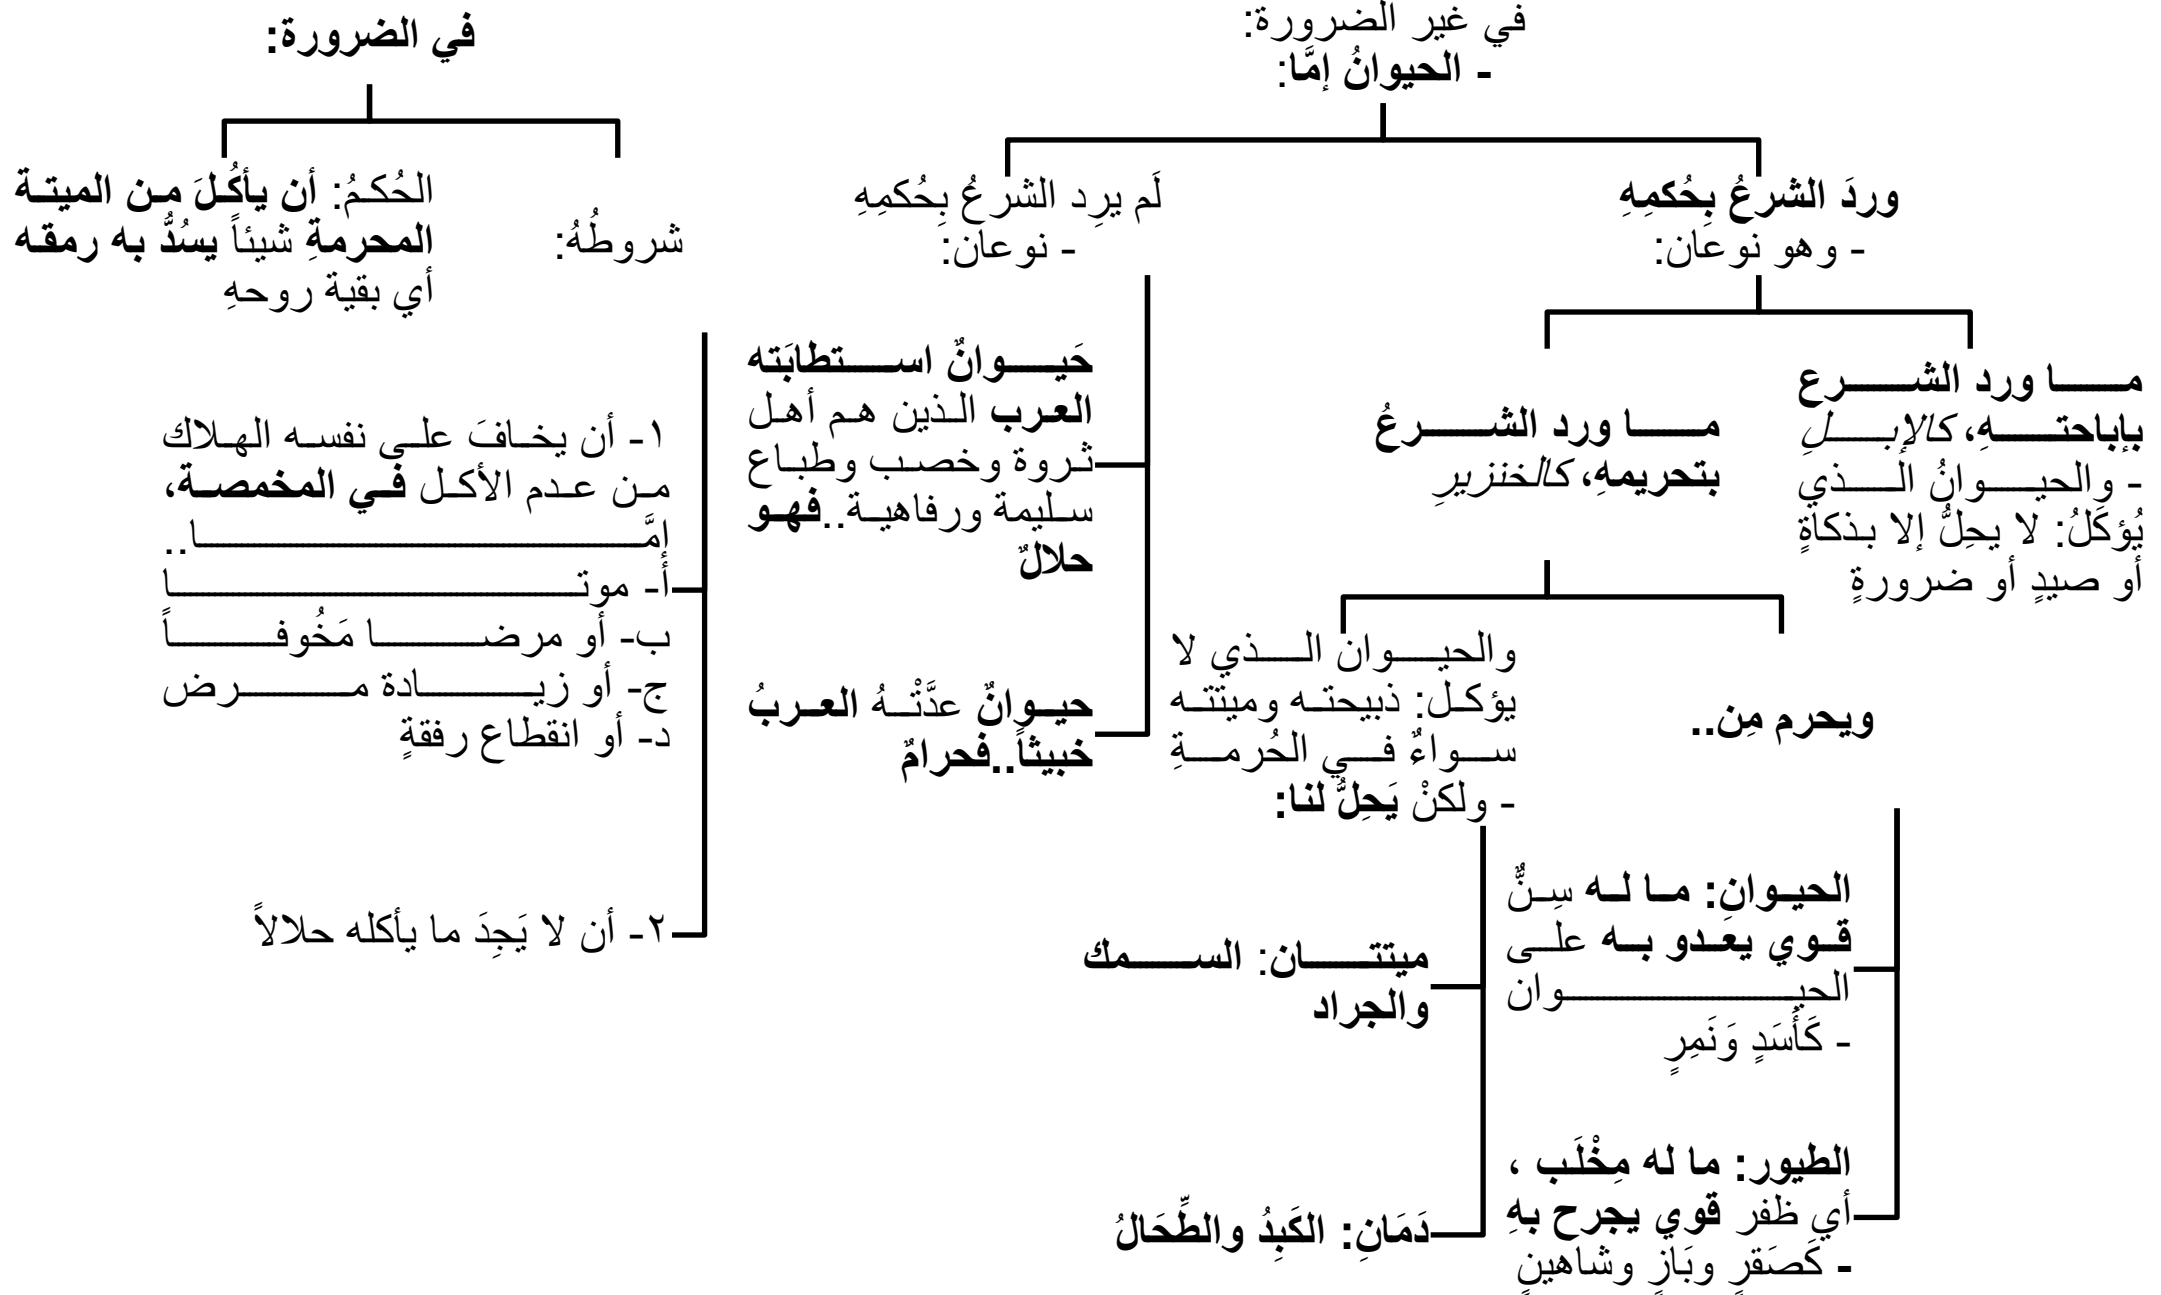 في غير الضرورة:
- الحيوانُ إمَّا:
وردَ الشرعُ بِحُكمِهِ
- وهو نوعان:
ما ورد الشرع
بإباحتهِ، كالإبلِ
- والحيوانُ الذي
يُؤكَلُ: لا يحِلُّ إلا بذكاةٍ
أو صيدٍ أو ضرورةٍ
ما ورد الشرعُ
بتحريمهِ، كالخنزيرِ
ويحرم مِن..
الحيوان: ما له سِنٌّ
قوي يعَدو به على
الحيوان
- كَأَسَدٍ وَنَمِرٍ
الطيور: ما له مِخْلَب ،
أي ظفر قوي يجرح بهِ
- كَصَقرٍ وبَازٍ وشاهينٍ
والحيوان الذي لا
يؤكل: ذبيحته وميتته
سواءٌ في الحُرمةِ
- ولكنْ يَحِلُّ لنا:
ميتتان: السمك
والجراد
دَمَانِ: الكَبِدُ والطِّحَالُ
لَم يرِد الشرعُ بِحُكمِهِ
- نوعان:
حَيوانٌ استطابَته
العرب الذين هم أهل
ثروة وخصب وطباع
سليمة ورفاهية..فهو
حلالٌ
حيوانٌ عدَّتْهُ العربُ
خبيثاً..فحرامٌ
في الضرورة:
شروطُهُ:
١- أن يخافَ على نفسه الهلاك
من عدم الأكل في المخمصة،
إمَّا..
أ- موتا
ب- أو مرضا مَخُوفاً
ج- أو زيادة مرض
د- أو انقطاع رفقةٍ
٢- أن لا يَجِدَ ما يأكله حلالاً
الحُكمُ: أن يأكُلَ من الميتة
المحرمةِ شيئاً يسُدُّ به رمقه
أي بقية روحهِ